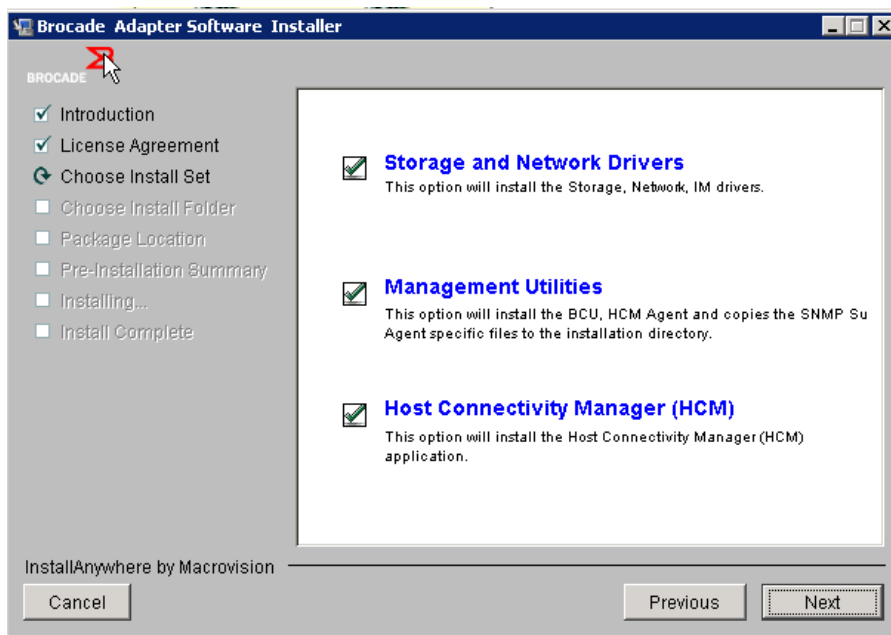 Brocade Adapter Software Installer
BROCADE
Introduction
License Agreement
Choose Install Set
Choose Install Folder
Package Location
Pre-Installation Summary
Installing...
Install Complete
Storage and Network Drivers
This option will install the Storage, Network, IM drivers.
Management Utilities
This option will install the BCU, HCM Agent and copies the SNMP Su
Agent specific files to the installation directory.
Host Connectivity Manager (HCM)
This option will install the Host Connectivity Manager (HCM)
application.
InstallAnywhere by Macrovision
Cancel
Previous
Next